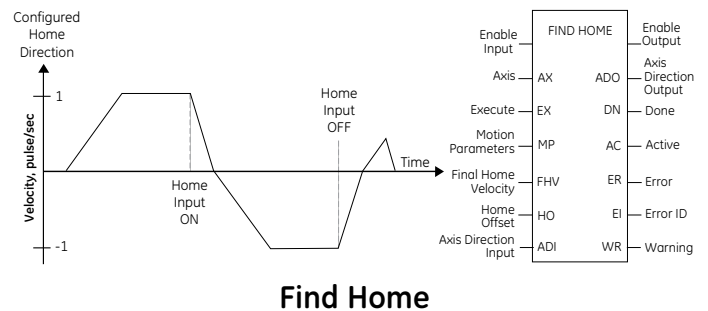 Configured
Home
Direction
Velocity, pulse/sec
1
-1
Home
Input
ON
Home
Input
OFF
Time
FIND HOME
Enable
Input
Enable
Output
Axis
AX
ADO
Axis
Direction
Output
Execute
EX
DN
Done
Motion
Parameters
MP
AC
Active
Final Home
Velocity
FHV
ER
Error
Home
Offset
HO
EI
Error ID
Axis Direction
Input
ADI
WR
Warning
Find Home